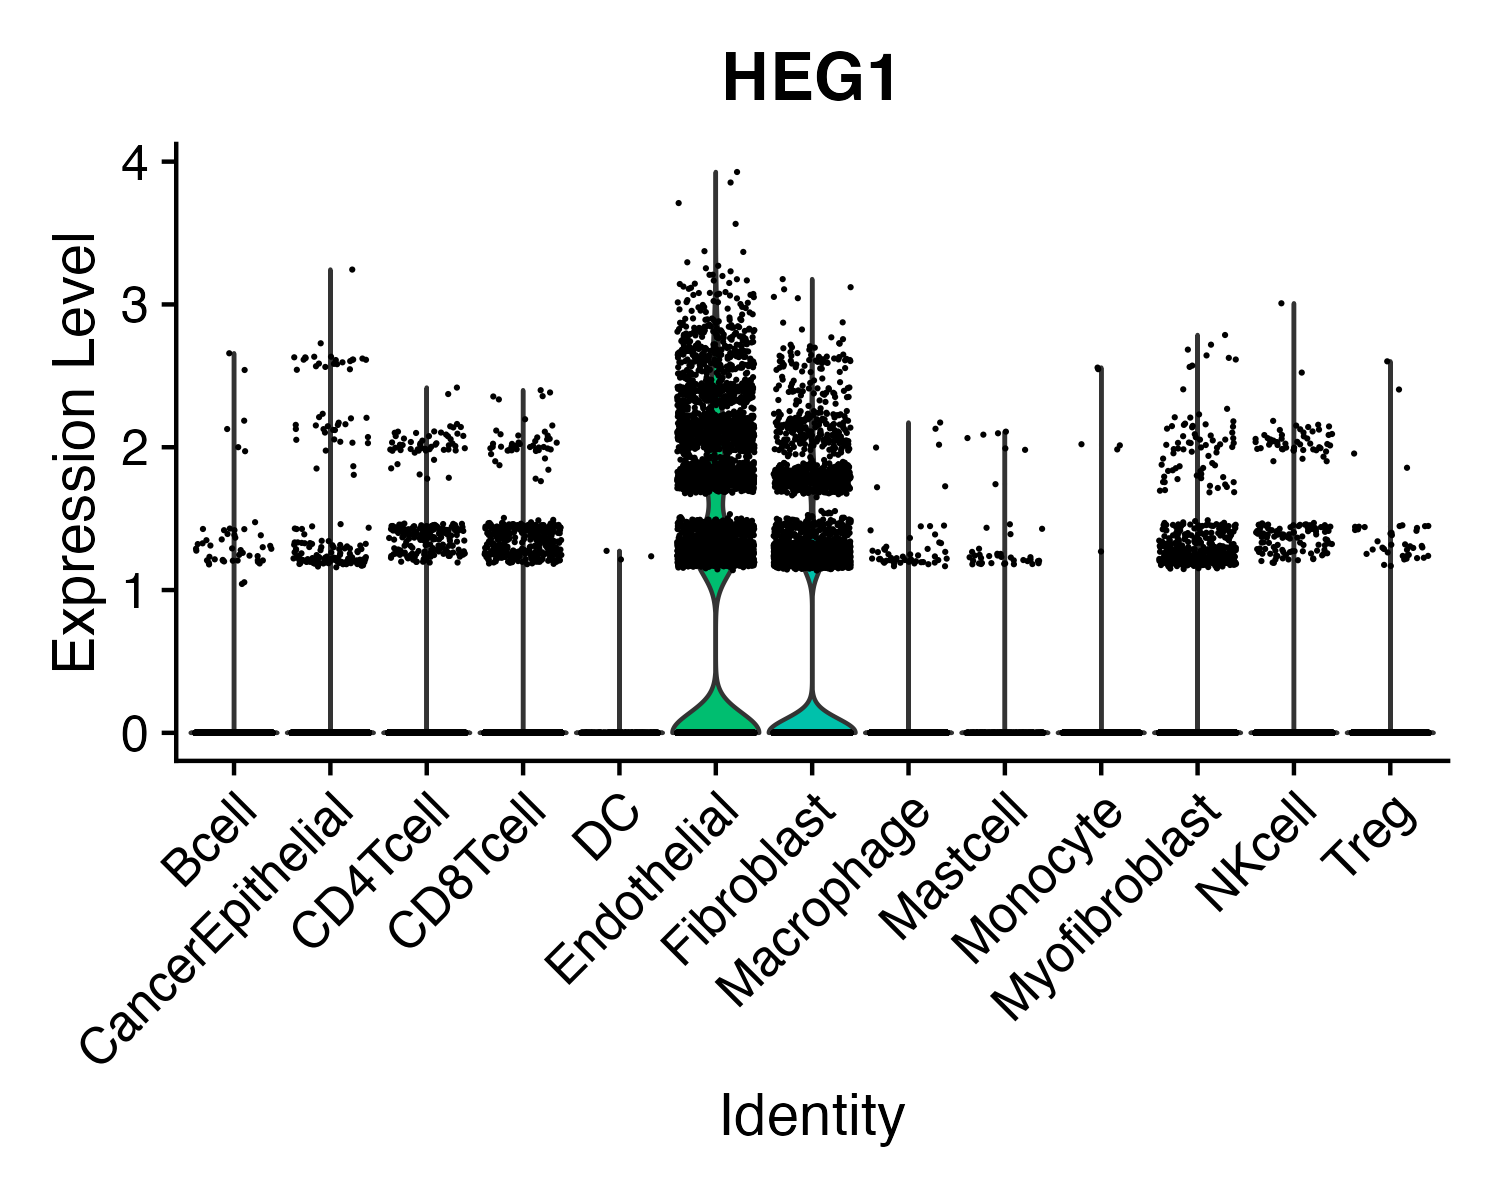 HEG1
Expression Level
4
3
2
1
0
Bcell
CancerEpithelial
CD4Tcell
CD8Tcell
DC
Endothelial
Fibroblast
Macrophage
Mastcell
Monocyte
Myofibroblast
NKcell
Treg
Identity